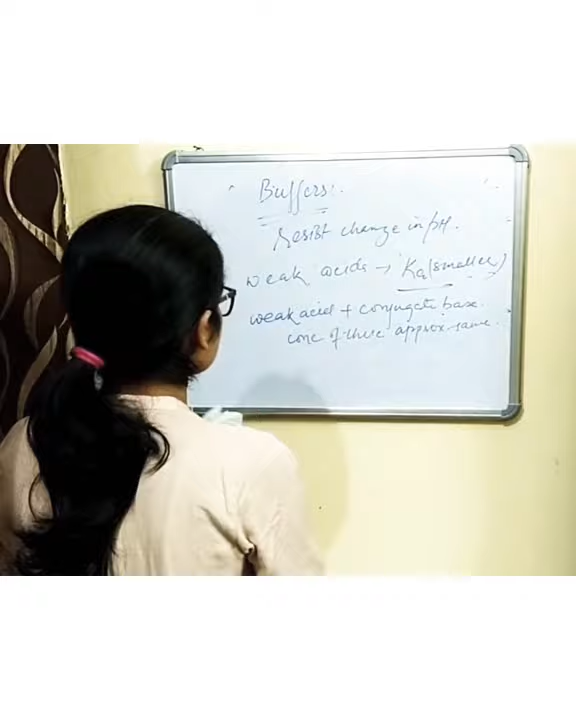 Buffers:.
resist change in pH.
weak acids → Ka(smaller)
weak acid + conjugate base.
conc of these approx. same.